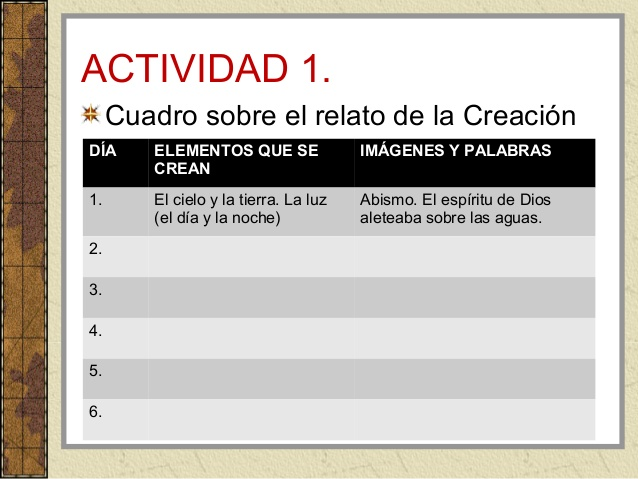 ACTIVIDAD 1.
Cuadro sobre el relato de la Creación
DÍA ELEMENTOS QUE SE CREAN IMÁGENES Y PALABRAS
1. El cielo y la tierra. La luz (el día y la noche) Abismo. El espíritu de Dios aleteaba sobre las aguas.
2.
3.
4.
5.
6.